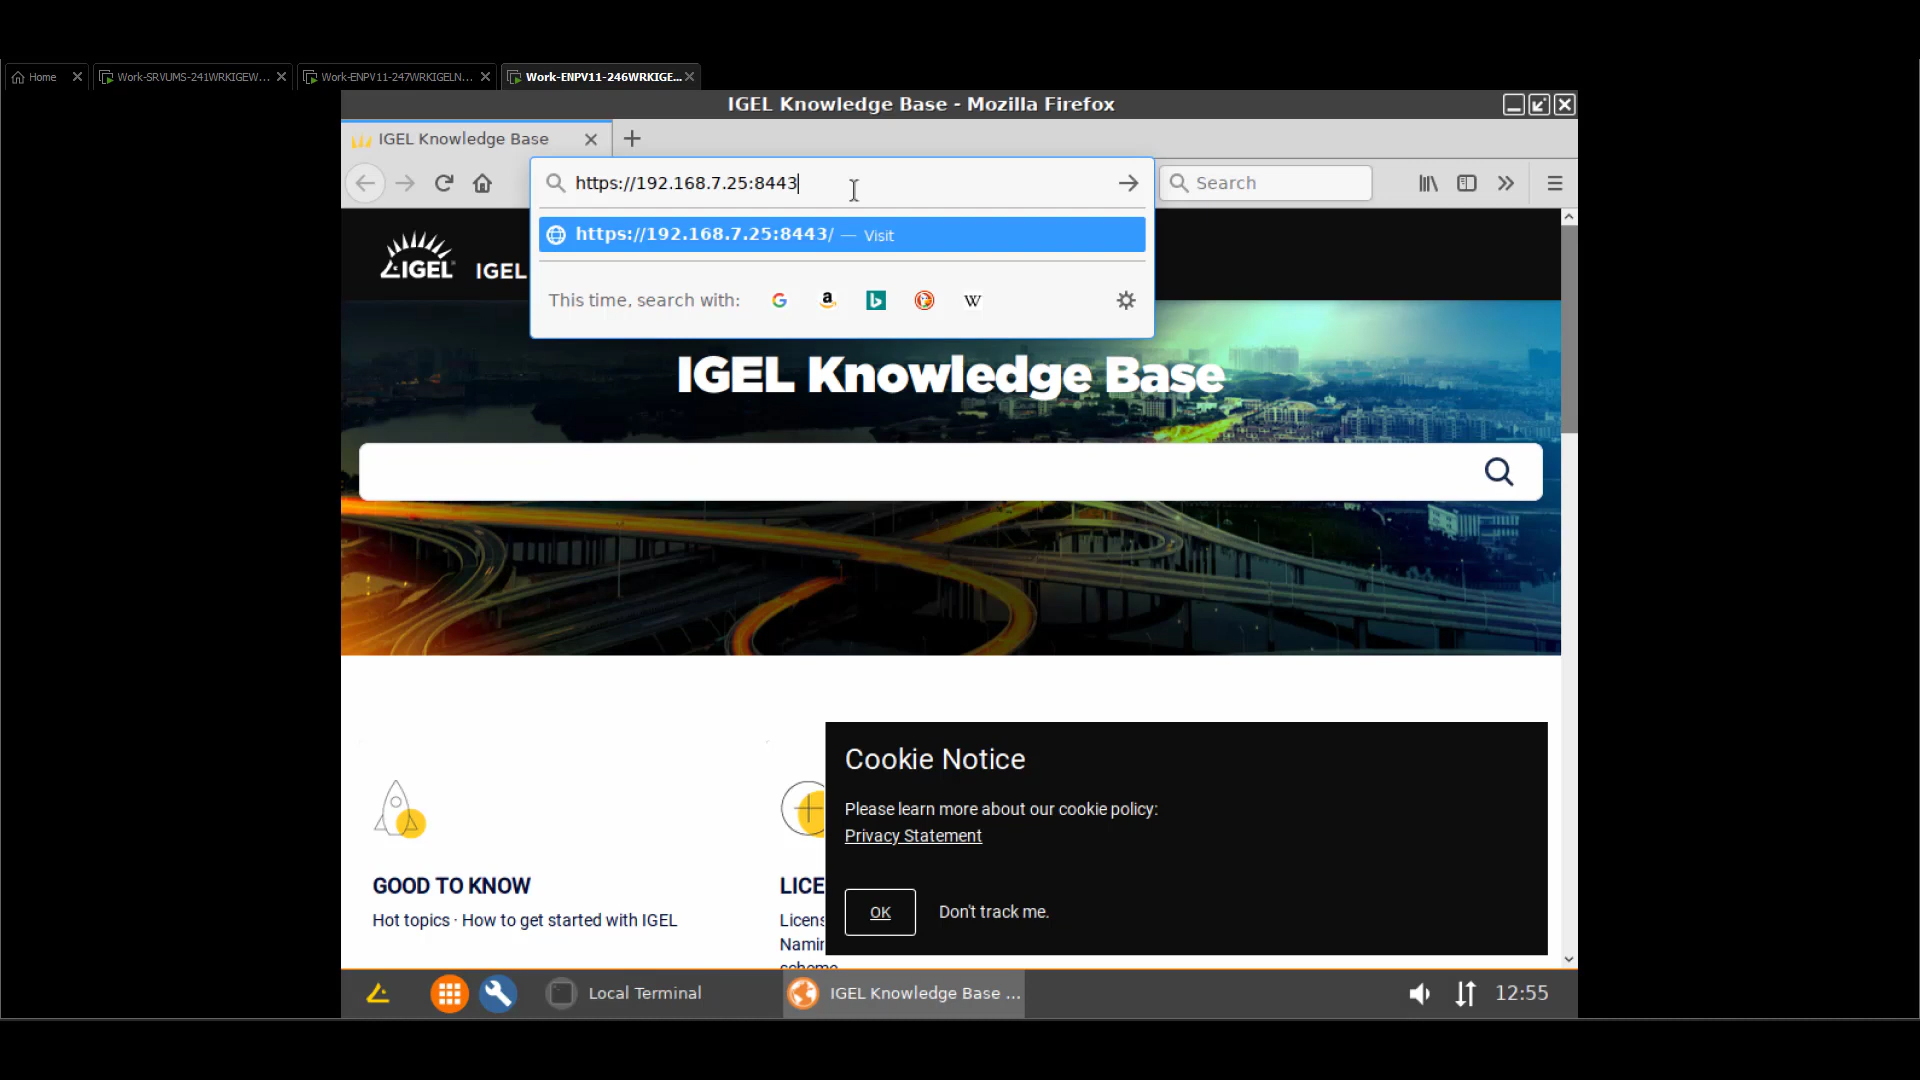 Home
Work-SRVUMS-241WRKIGEW...
Work-ENPV11-247WRKIGELN...
Work-ENPV11-246WRKIGE...
IGEL Knowledge Base - Mozilla Firefox
IGEL Knowledge Base
https://192.168.7.25:8443
Search
https://192.168.7.25:8443/ — Visit
IGEL IGEL
This time, search with:
IGEL Knowledge Base
Cookie Notice
Please learn more about our cookie policy:
Privacy Statement
OK Don't track me.
GOOD TO KNOW
Hot topics · How to get started with IGEL
LICE
Licens
Namin
scheme
Local Terminal
IGEL Knowledge Base ...
12:55